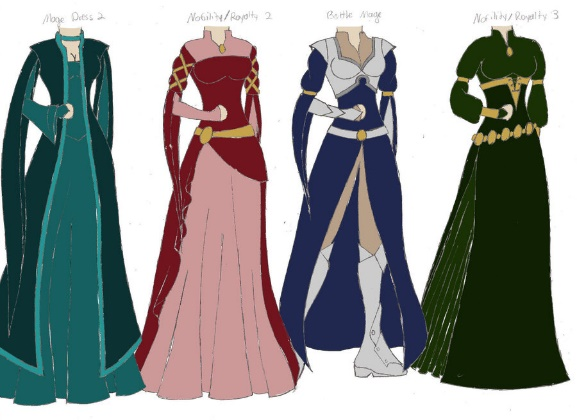 Mage Dress 2
Nobility/Royalty 2
Battle Mage
Nobility/Royalty 3